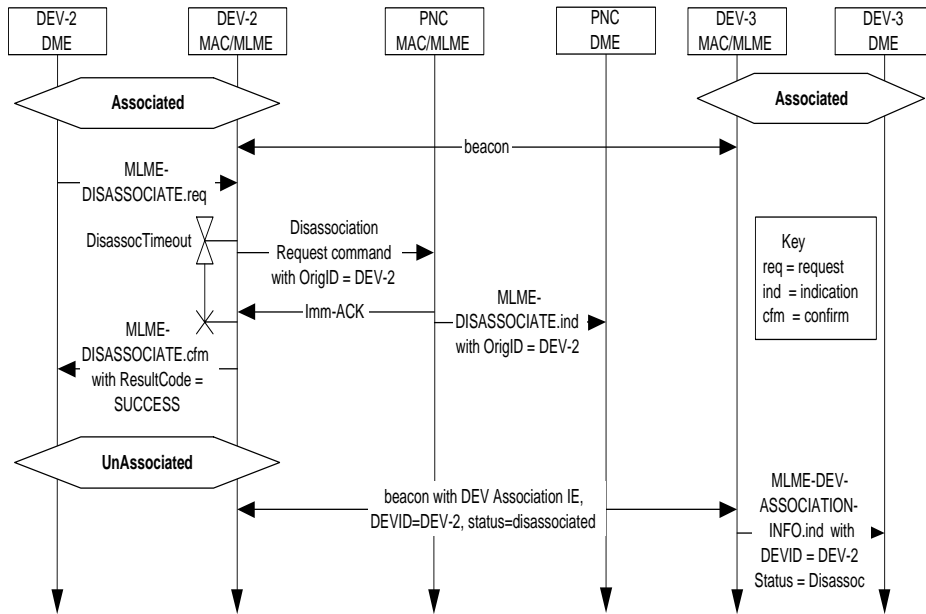 DEV-2
DME
DEV-2
MAC/MLME
PNC
MAC/MLME
PNC
DME
DEV-3
MAC/MLME
DEV-3
DME
Associated
Associated
beacon
MLME-
DISASSOCIATE.req
DisassocTimeout
Disassociation
Request command
with OrigID = DEV-2
Key
req = request
ind = indication
cfm = confirm
Imm-ACK
MLME-
DISASSOCIATE.ind
with OrigID = DEV-2
MLME-
DISASSOCIATE.cfm
with ResultCode =
SUCCESS
UnAssociated
beacon with DEV Association IE,
DEVID=DEV-2, status=disassociated
MLME-DEV-
ASSOCIATION-
INFO.ind with
DEVID = DEV-2
Status = Disassoc